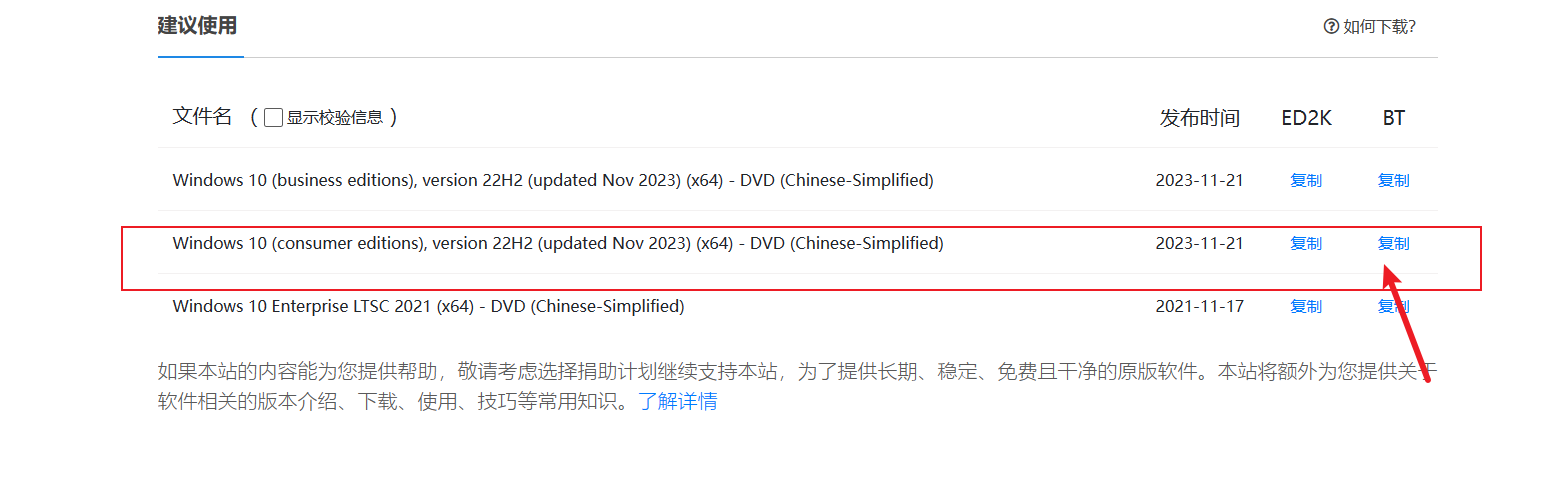 建议使用
如何下载?
文件名 ( 显示校验信息 ) 发布时间 ED2K BT
Windows 10 (business editions), version 22H2 (updated Nov 2023) (x64) - DVD (Chinese-Simplified) 2023-11-21 复制 复制
Windows 10 (consumer editions), version 22H2 (updated Nov 2023) (x64) - DVD (Chinese-Simplified) 2023-11-21 复制 复制
Windows 10 Enterprise LTSC 2021 (x64) - DVD (Chinese-Simplified) 2021-11-17 复制 复制
如果本站的内容能为您提供帮助，敬请考虑选择捐助计划继续支持本站，为了提供长期、稳定、免费且干净的原版软件。本站将额外为您提供关于
软件相关的版本介绍、下载、使用、技巧等常用知识。了解详情